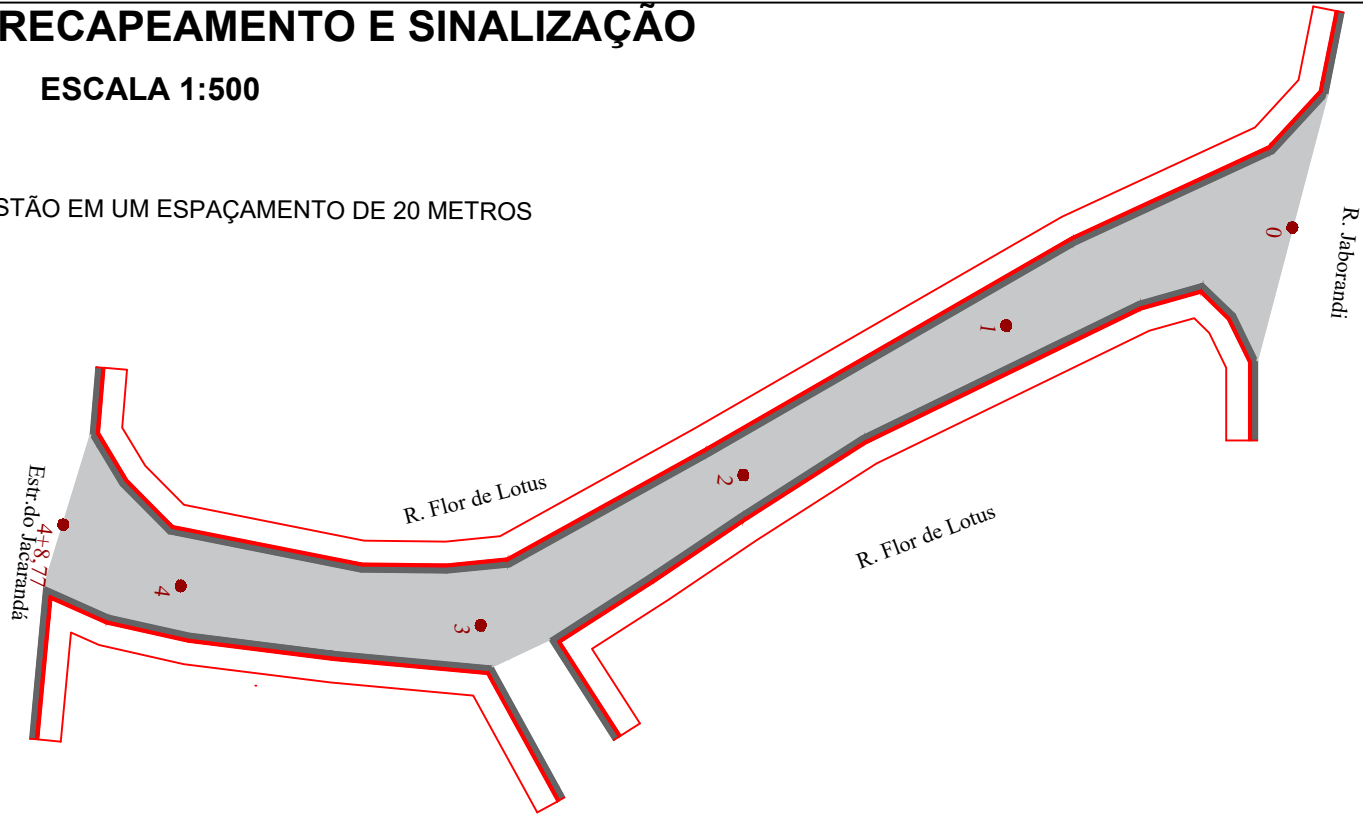 RECAPEAMENTO E SINALIZAÇÃO
ESCALA 1:500
STÃO EM UM ESPAÇAMENTO DE 20 METROS
R. Jaborandi
0
1
2
R. Flor de Lotus
R. Flor de Lotus
3
4
4+8,77
Estr.do Jacarandá